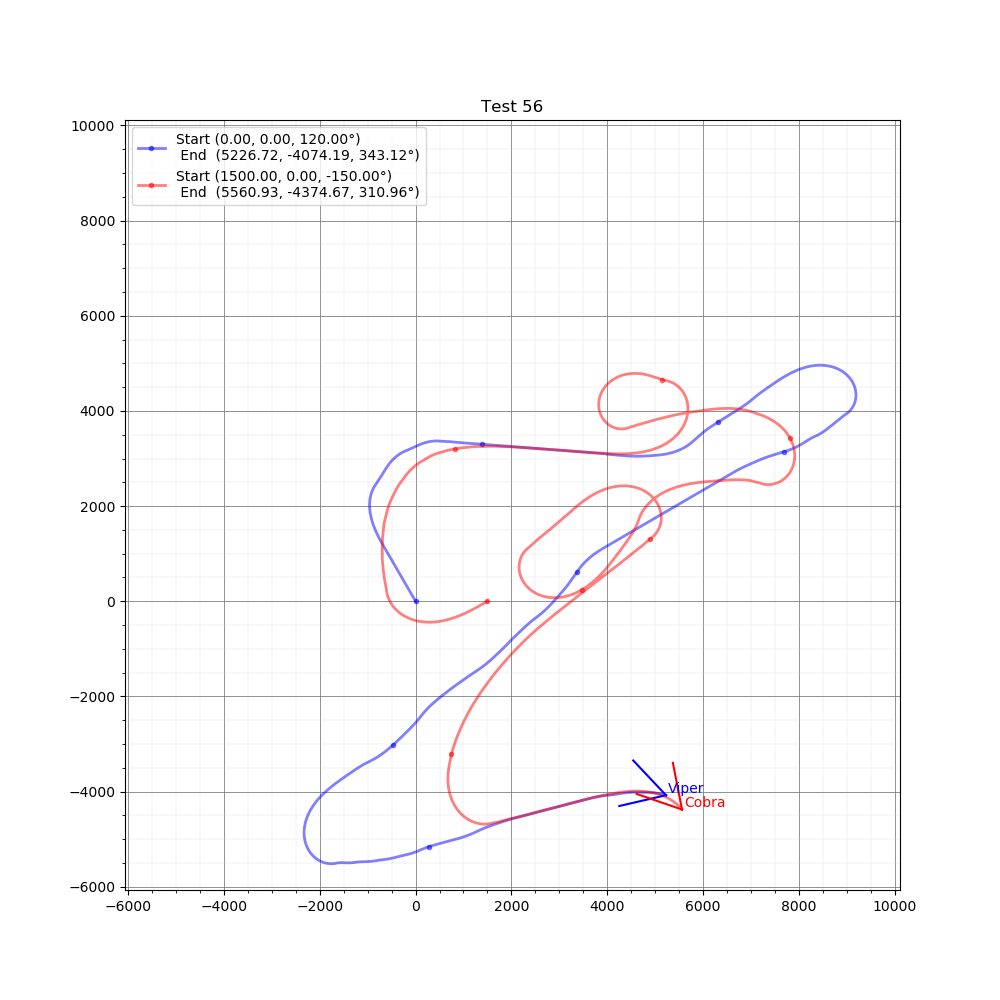 Test 56
Start (0.00, 0.00, 120.00°)
End (5226.72, -4074.19, 343.12°)
Start (1500.00, 0.00, -150.00°)
End (5560.93, -4374.67, 310.96°)
10000
8000
6000
4000
2000
0
−2000
−4000
−6000
Viper
Cobra
−6000 −4000 −2000 0 2000 4000 6000 8000 10000